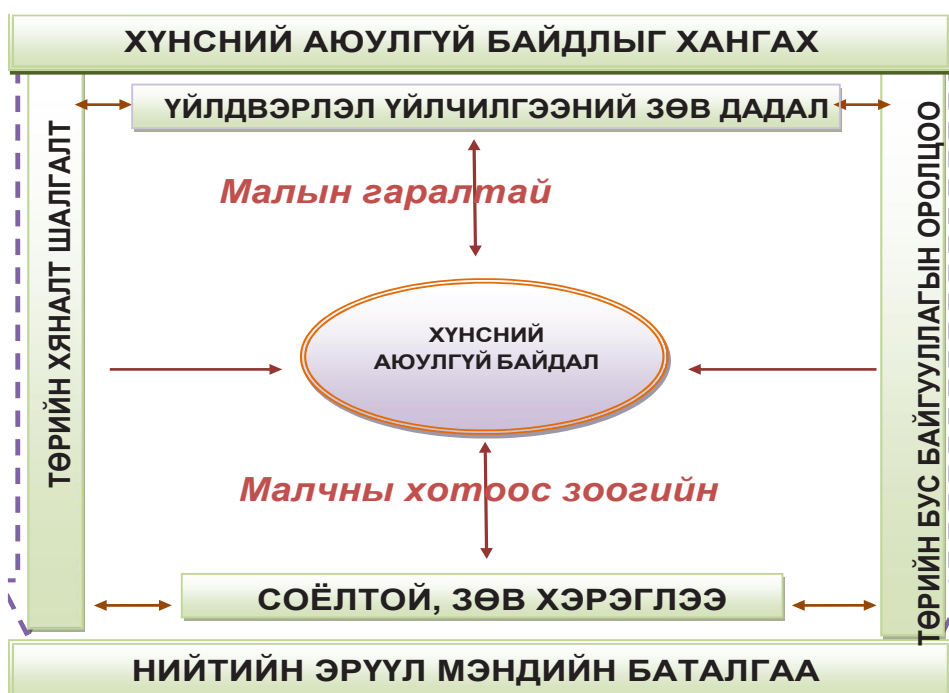 ХҮНСНИЙ АЮУЛГҮЙ БАЙДЛЫГ ХАНГАХ
ҮЙЛДВЭРЛЭЛ ҮЙЛЧИЛГЭЭНИЙ ЗӨВ ДАДАЛ
ТӨРИЙН ХЯНАЛТ ШАЛГАЛТ
Малын гаралтай
ХҮНСНИЙ
АЮУЛГҮЙ БАЙДАЛ
ТӨРИЙН БУС БАЙГУУЛЛАГЫН ОРОЛЦОО
Малчны хотоос зоогийн
СОЁЛТОЙ, ЗӨВ ХЭРЭГЛЭЭ
НИЙТИЙН ЭРҮҮЛ МЭНДИЙН БАТАЛГАА